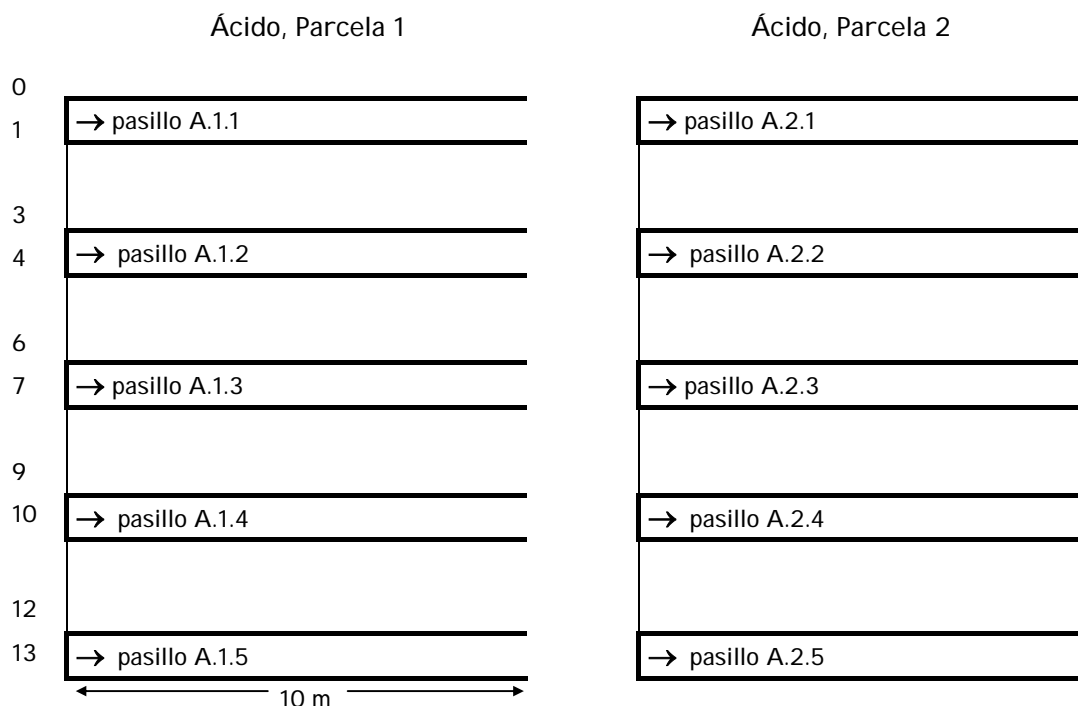 Ácido, Parcela 1 Ácido, Parcela 2
0
1 → pasillo A.1.1 → pasillo A.2.1
3
4 → pasillo A.1.2 → pasillo A.2.2
6
7 → pasillo A.1.3 → pasillo A.2.3
9
10 → pasillo A.1.4 → pasillo A.2.4
12
13 → pasillo A.1.5 → pasillo A.2.5
10 m